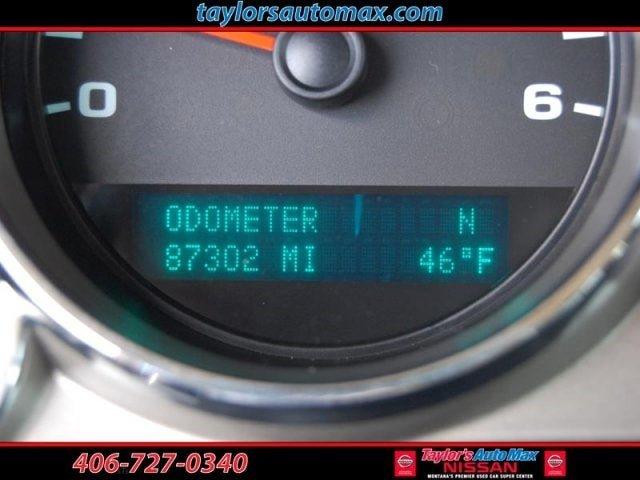 taylorsautomax.com
0 6
ODOMETER N
87302 MI 46°F
406-727-0340
Taylor's Auto Max
NISSAN
MONTANA'S PREMIER USED CAR SUPER CENTER